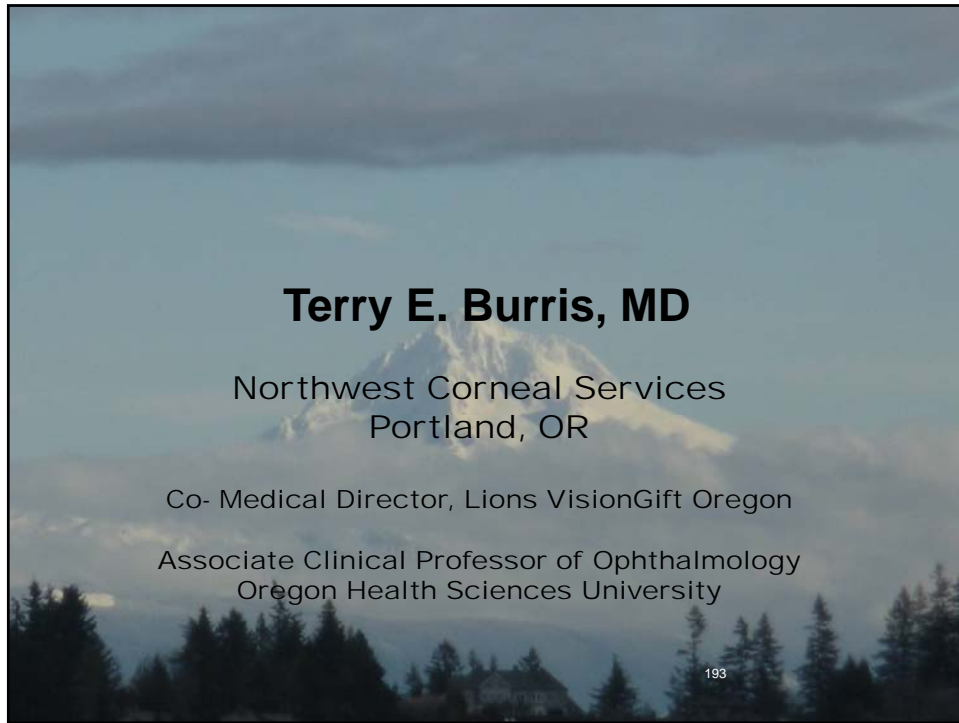 Terry E. Burris, MD
Northwest Corneal Services
Portland, OR
Co- Medical Director, Lions VisionGift Oregon
Associate Clinical Professor of Ophthalmology
Oregon Health Sciences University
193